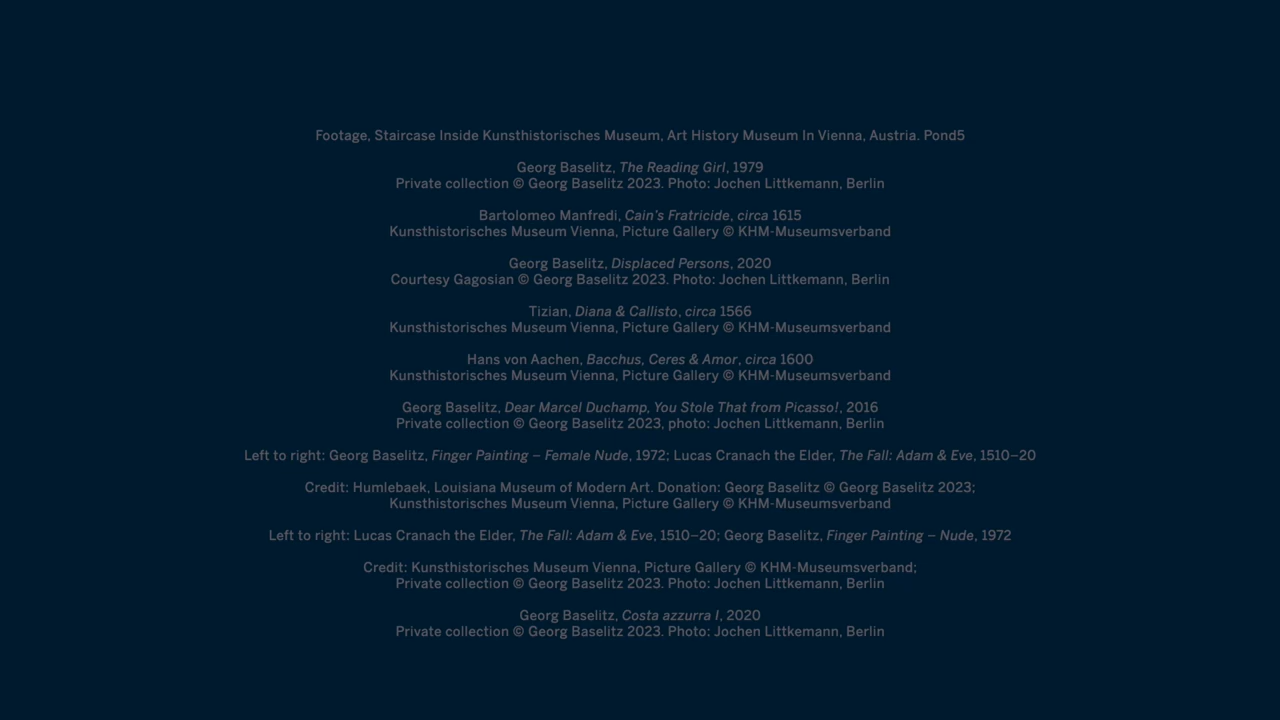 Footage, Staircase Inside Kunsthistorisches Museum, Art History Museum In Vienna, Austria. Pond5
Georg Baselitz, The Reading Girl, 1979
Private collection © Georg Baselitz 2023. Photo: Jochen Littkemann, Berlin
Bartolomeo Manfredi, Cain's Fratricide, circa 1615
Kunsthistorisches Museum Vienna, Picture Gallery © KHM-Museumsverband
Georg Baselitz, Displaced Persons, 2020
Courtesy Gagosian © Georg Baselitz 2023. Photo: Jochen Littkemann, Berlin
Tizian, Diana & Callisto, circa 1566
Kunsthistorisches Museum Vienna, Picture Gallery © KHM-Museumsverband
Hans von Aachen, Bacchus, Ceres & Amor, circa 1600
Kunsthistorisches Museum Vienna, Picture Gallery © KHM-Museumsverband
Georg Baselitz, Dear Marcel Duchamp, You Stole That from Picasso!, 2016
Private collection © Georg Baselitz 2023, photo: Jochen Littkemann, Berlin
Left to right: Georg Baselitz, Finger Painting – Female Nude, 1972; Lucas Cranach the Elder, The Fall: Adam & Eve, 1510–20
Credit: Humlebaek, Louisiana Museum of Modern Art. Donation: Georg Baselitz © Georg Baselitz 2023;
Kunsthistorisches Museum Vienna, Picture Gallery © KHM-Museumsverband
Left to right: Lucas Cranach the Elder, The Fall: Adam & Eve, 1510–20; Georg Baselitz, Finger Painting – Nude, 1972
Credit: Kunsthistorisches Museum Vienna, Picture Gallery © KHM-Museumsverband;
Private collection © Georg Baselitz 2023. Photo: Jochen Littkemann, Berlin
Georg Baselitz, Costa azzurra I, 2020
Private collection © Georg Baselitz 2023. Photo: Jochen Littkemann, Berlin